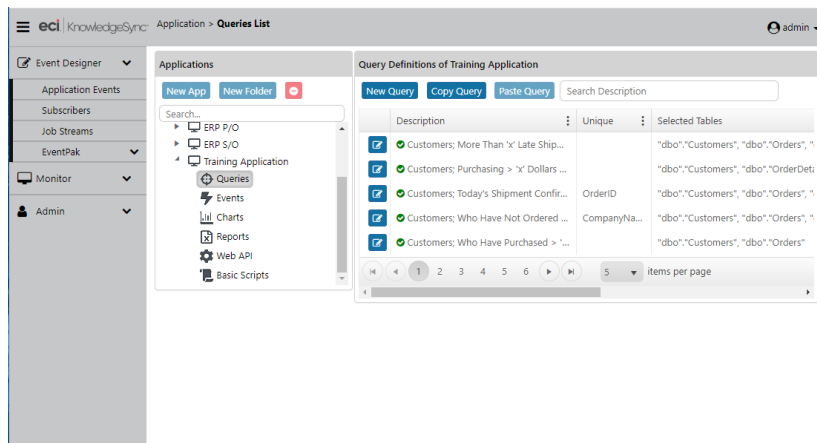 eci KnowledgeSync
Application > Queries List
admin
Event Designer
Application Events
Subscribers
Job Streams
EventPak
Monitor
Admin
Applications
New App New Folder
Search...
ERP P/O
ERP S/O
Training Application
Queries
Events
Charts
Reports
Web API
Basic Scripts
Query Definitions of Training Application
New Query Copy Query Paste Query Search Description
Description Unique Selected Tables
Customers; More Than 'x' Late Ship... "dbo"."Customers", "dbo"."Orders", "
Customers; Purchasing > 'x' Dollars ... "dbo"."Customers", "dbo"."OrderDeta
Customers; Today's Shipment Confir... OrderID "dbo"."Customers", "dbo"."Orders", "
Customers; Who Have Not Ordered ... CompanyNa... "dbo"."Customers", "dbo"."Orders", "
Customers; Who Have Purchased > '... "dbo"."Customers", "dbo"."Orders"
1 2 3 4 5 6 5 items per page